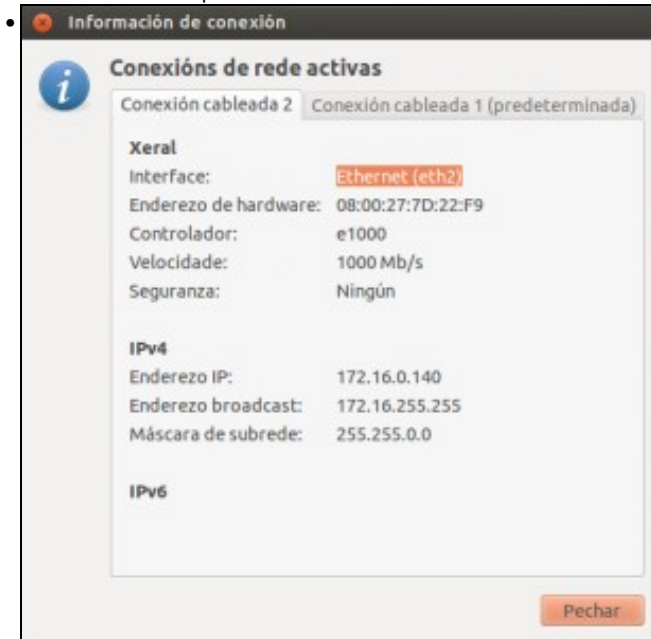 Información de conexión
Conexións de rede activas
Conexión cableada 2 Conexión cableada 1 (predeterminada)
Xeral
Interface: Ethernet (eth2)
Enderezo de hardware: 08:00:27:7D:22:F9
Controlador: e1000
Velocidade: 1000 Mb/s
Seguranza: Ningún
IPv4
Enderezo IP: 172.16.0.140
Enderezo broadcast: 172.16.255.255
Máscara de subrede: 255.255.0.0
IPv6
Pechar